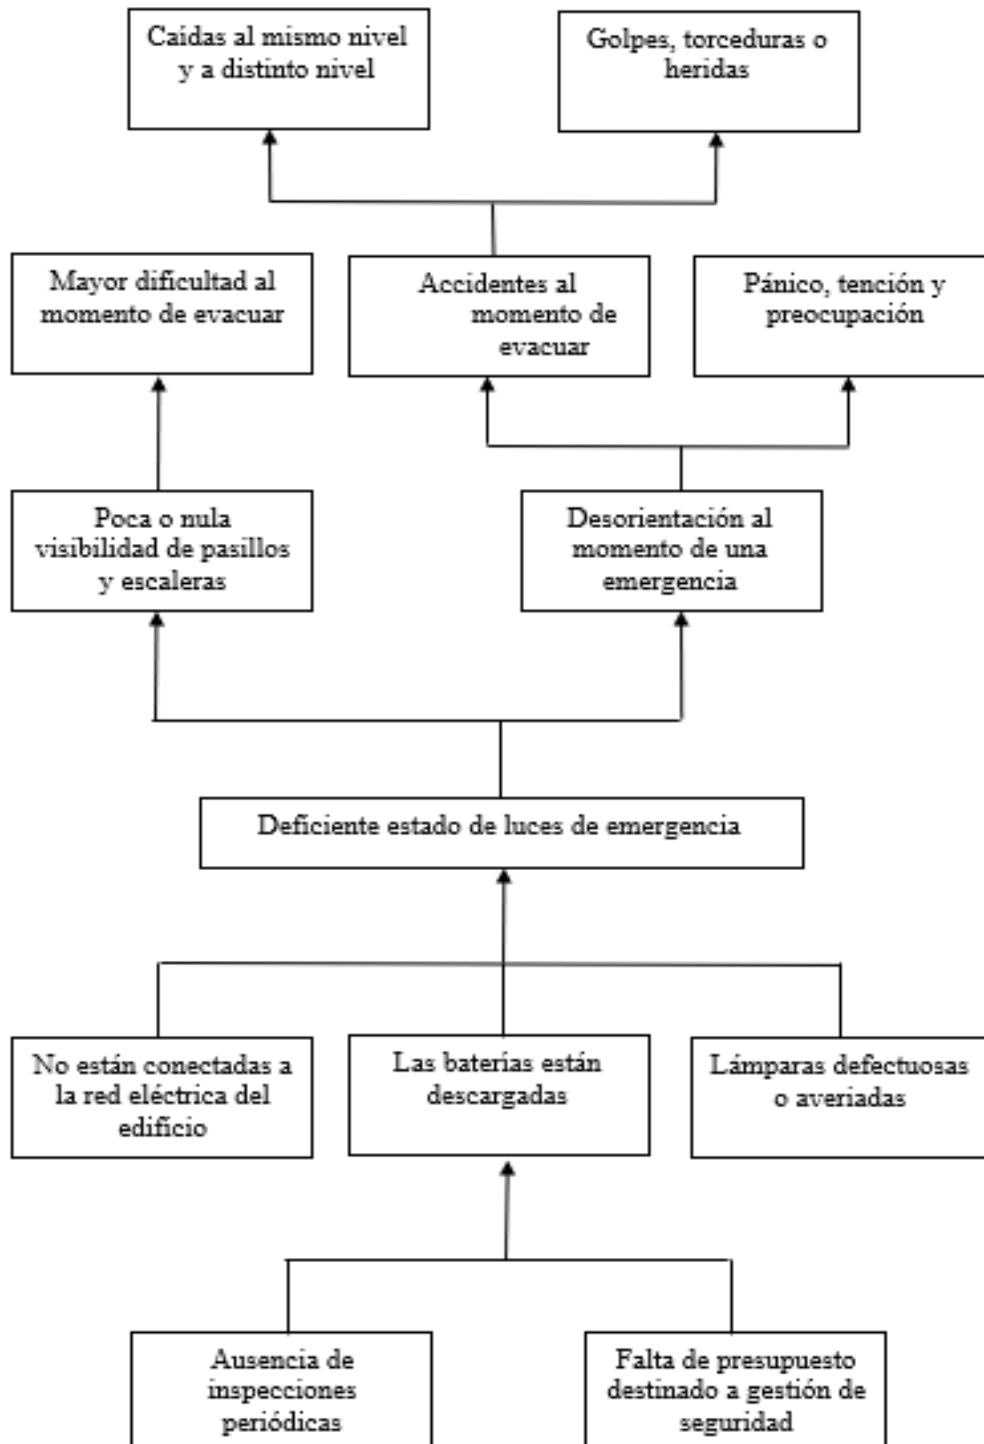 Caídas al mismo nivel
y a distinto nivel
Golpes, torceduras o
heridas
Mayor dificultad al
momento de evacuar
Accidentes al
momento de
evacuar
Pánico, tención y
preocupación
Poca o nula
visibilidad de pasillos
y escaleras
Desorientación al
momento de una
emergencia
Deficiente estado de luces de emergencia
No están conectadas a
la red eléctrica del
edificio
Las baterías están
descargadas
Lámparas defectuosas
o averiadas
Ausencia de
inspecciones
periódicas
Falta de presupuesto
destinado a gestión de
seguridad